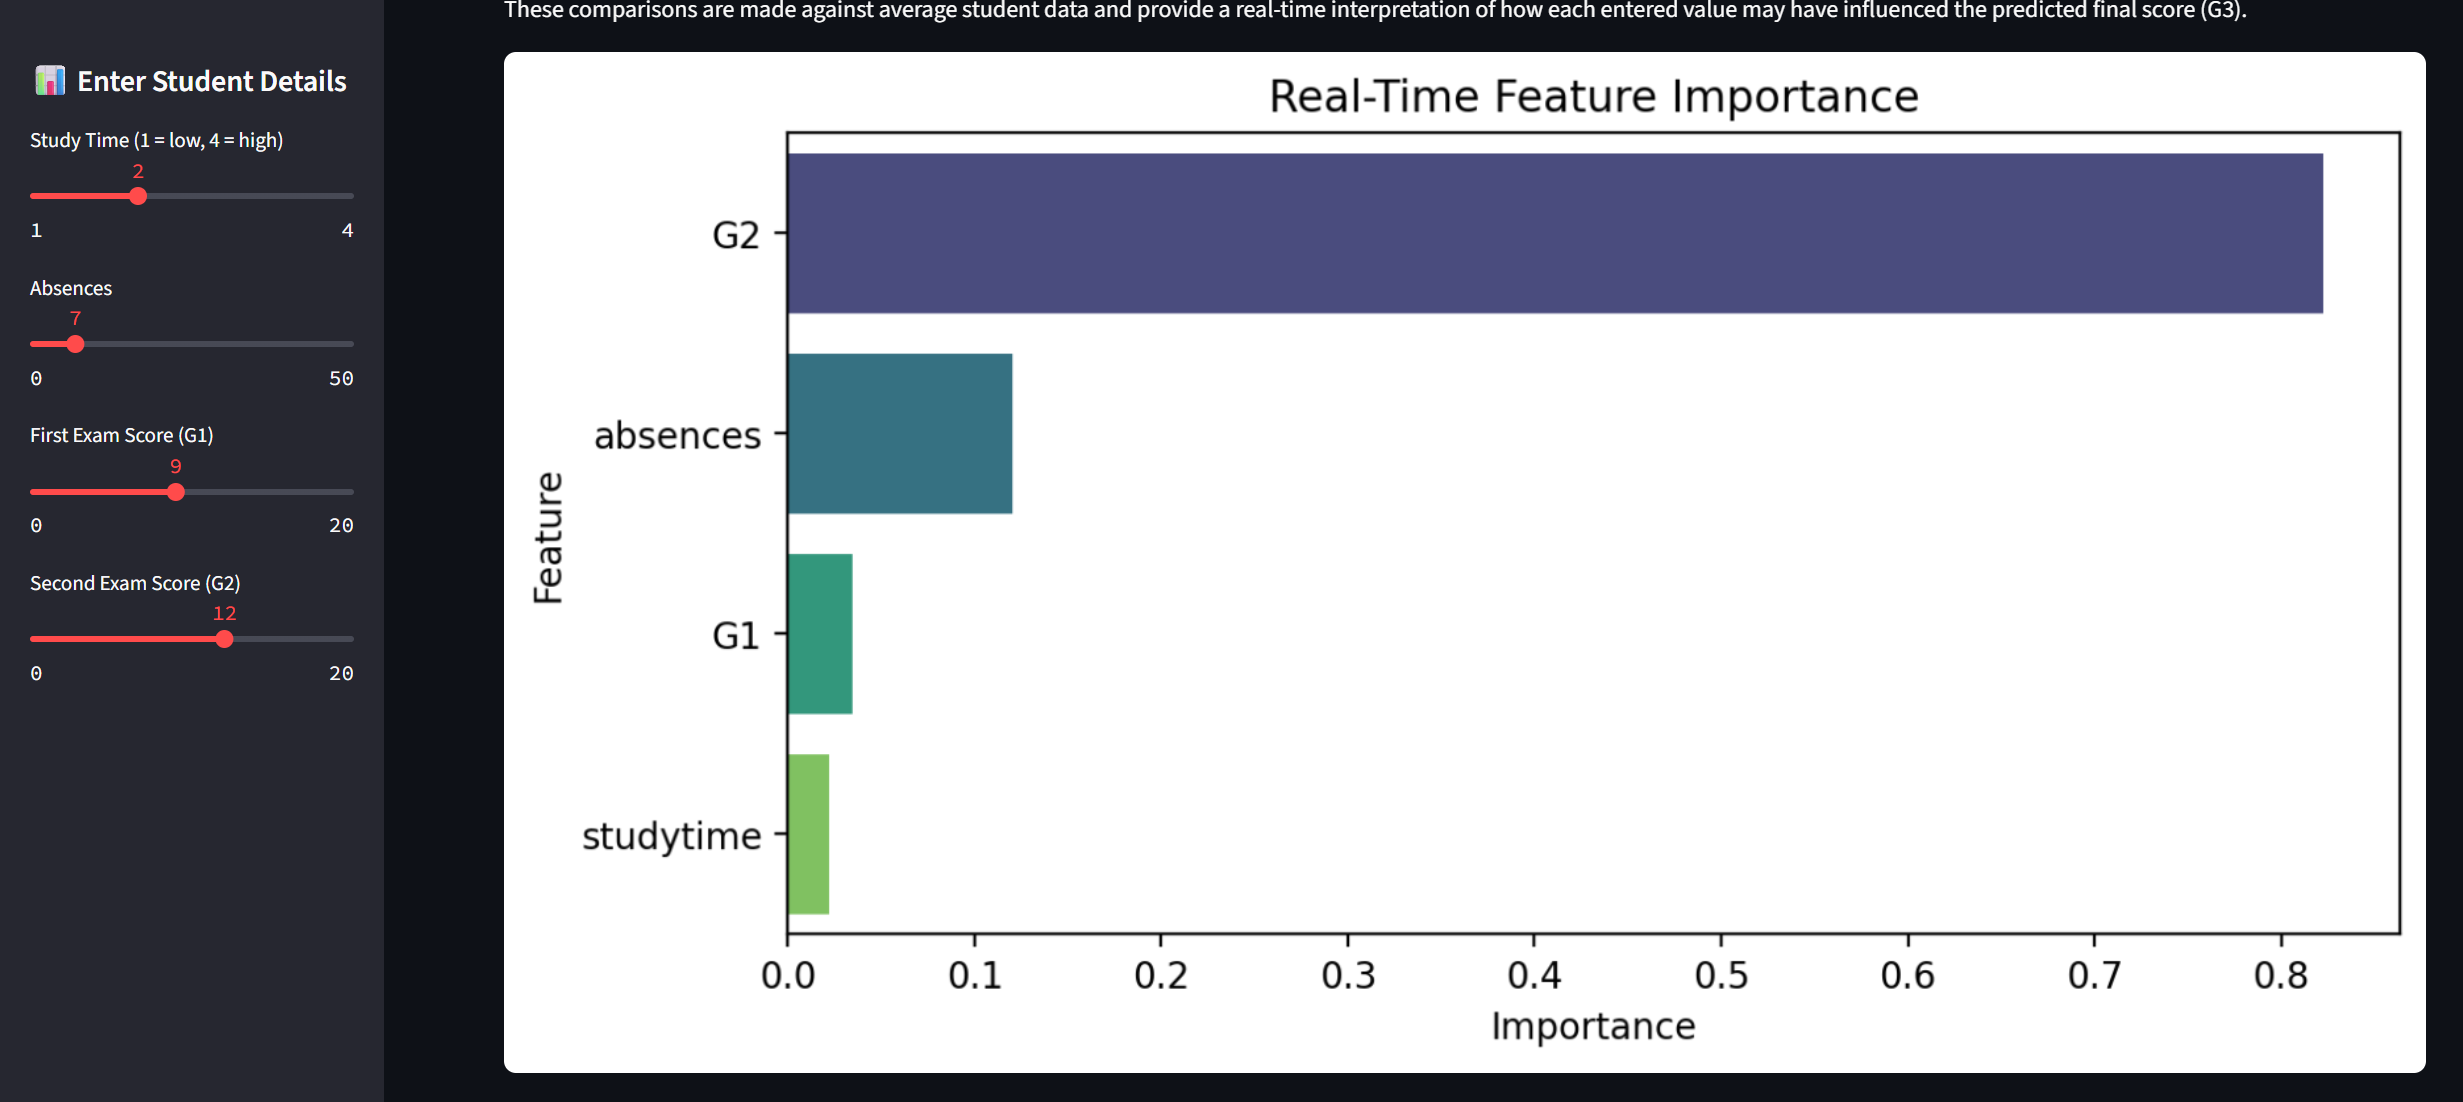 These comparisons are made against average student data and provide a real-time interpretation of how each entered value may have influenced the predicted final score (G3).
Enter Student Details
Study Time (1 = low, 4 = high)
2
1 4
Absences
7
0 50
First Exam Score (G1)
9
0 20
Second Exam Score (G2)
12
0 20
Real-Time Feature Importance
Feature
G2
absences
G1
studytime
0.0 0.1 0.2 0.3 0.4 0.5 0.6 0.7 0.8
Importance